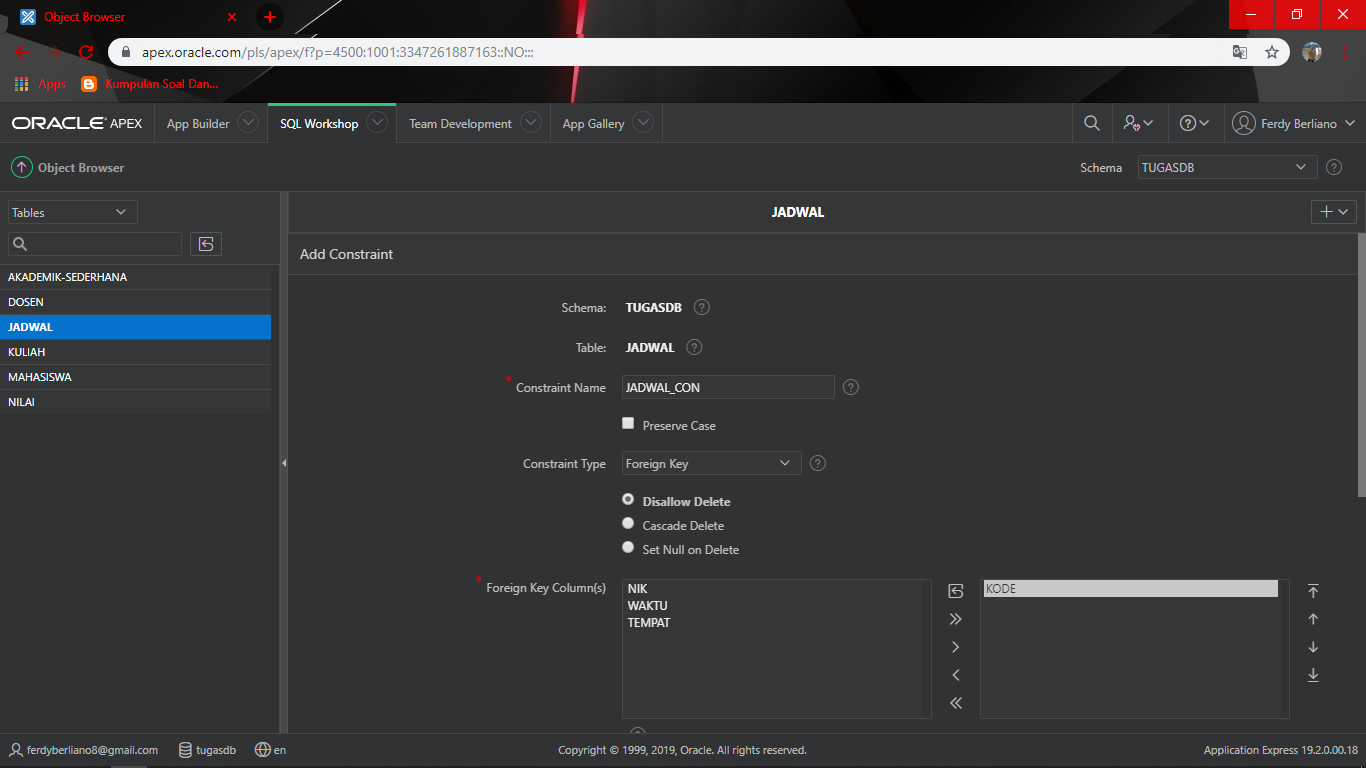 Object Browser
apex.oracle.com/pls/apex/f?p=4500:1001:3347261887163::NO:::
Apps Kumpulan Soal Dan...
ORACLE APEX App Builder SQL Workshop Team Development App Gallery Ferdy Berliano
Object Browser Schema TUGASDB
Tables
JADWAL
Add Constraint
AKADEMIK-SEDERHANA
DOSEN
JADWAL
KULIAH
MAHASISWA
NILAI
Schema: TUGASDB
Table: JADWAL
* Constraint Name JADWAL_CON
Preserve Case
Constraint Type Foreign Key
Disallow Delete
Cascade Delete
Set Null on Delete
* Foreign Key Column(s)
NIK
WAKTU
TEMPAT
KODE
ferdyberliano8@gmail.com tugasdb en Copyright © 1999, 2019, Oracle. All rights reserved. Application Express 19.2.0.00.18